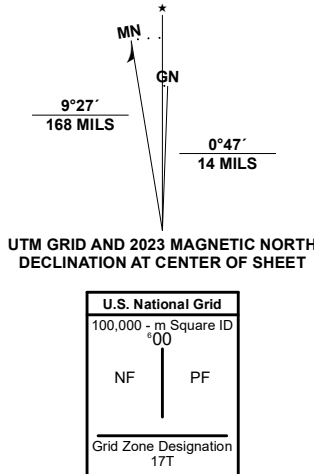 ★
MN
GN
9°27´
168 MILS
0°47´
14 MILS
UTM GRID AND 2023 MAGNETIC NORTH
DECLINATION AT CENTER OF SHEET
U.S. National Grid
100,000 - m Square ID
⁶00
NF PF
Grid Zone Designation
17T